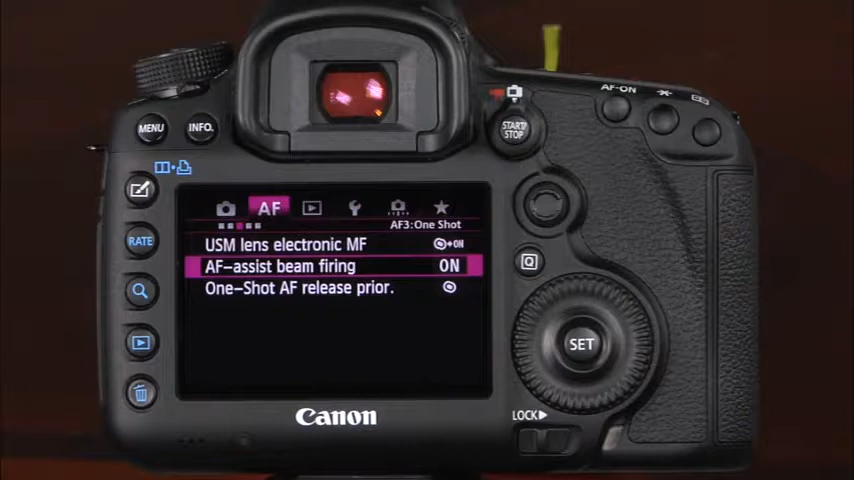 AF-ON
START/
STOP
MENU
INFO.
RATE
AF
AF3:One Shot
USM lens electronic MF
ON
AF-assist beam firing ON
One-Shot AF release prior.
Q
SET
Canon
LOCK